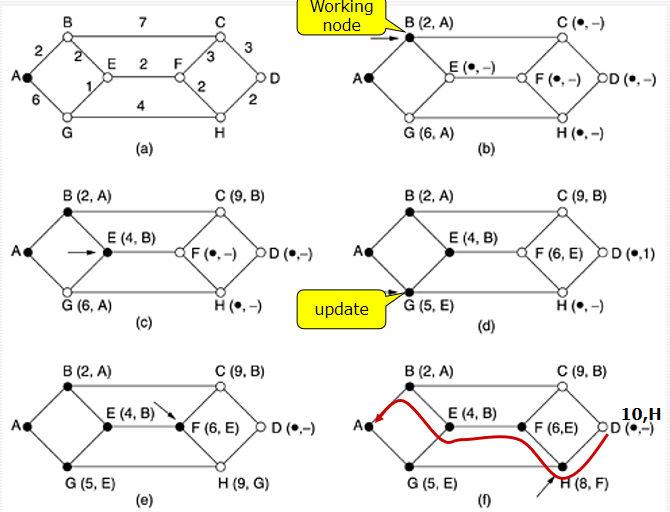 Working
node
B
7
C
2
2
3
3
A
E
2
F
D
6
1
2
2
4
G
H
(a)
B (2, A)
C (•, –)
A
E (•, –)
F (•, –)
D (•, –)
G (6, A)
H (•, –)
(b)
B (2, A)
C (9, B)
A
E (4, B)
F (•, –)
D (•,–)
G (6, A)
H (•, –)
(c)
B (2, A)
C (9, B)
A
E (4, B)
F (6, E)
D (•,1)
update
G (5, E)
H (•, –)
(d)
B (2, A)
C (9, B)
A
E (4, B)
F (6, E)
D (•,–)
G (5, E)
H (9, G)
(e)
B (2, A)
C (9, B)
10,H
A
E (4, B)
F (6,E)
D (•,–)
G (5, E)
H (8, F)
(f)